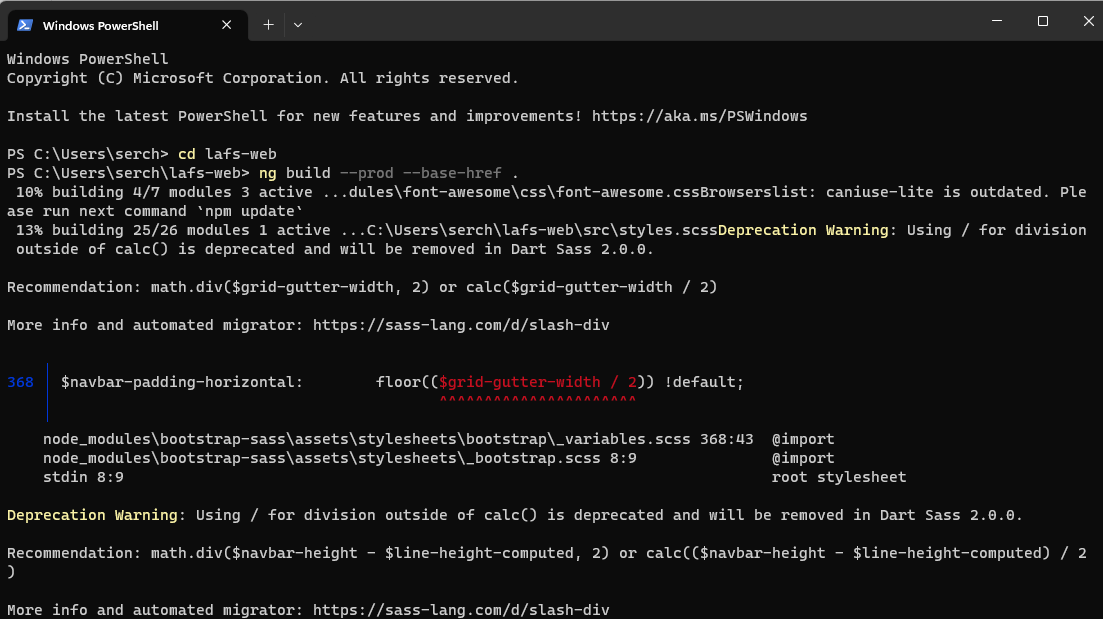 Windows PowerShell
Windows PowerShell
Copyright (C) Microsoft Corporation. All rights reserved.
Install the latest PowerShell for new features and improvements! https://aka.ms/PSWindows
PS C:\Users\serch> cd lafs-web
PS C:\Users\serch\lafs-web> ng build --prod --base-href .
10% building 4/7 modules 3 active ...dules\font-awesome\css\font-awesome.cssBrowserslist: caniuse-lite is outdated. Ple
ase run next command `npm update`
13% building 25/26 modules 1 active ...C:\Users\serch\lafs-web\src\styles.scssDeprecation Warning: Using / for division
outside of calc() is deprecated and will be removed in Dart Sass 2.0.0.
Recommendation: math.div($grid-gutter-width, 2) or calc($grid-gutter-width / 2)
More info and automated migrator: https://sass-lang.com/d/slash-div
368 │ $navbar-padding-horizontal:        floor(($grid-gutter-width / 2)) !default;
^^^^^^^^^^^^^^^^^^^^^^
node_modules\bootstrap-sass\assets\stylesheets\bootstrap\_variables.scss 368:43  @import
node_modules\bootstrap-sass\assets\stylesheets\_bootstrap.scss 8:9               @import
stdin 8:9                                                                        root stylesheet
Deprecation Warning: Using / for division outside of calc() is deprecated and will be removed in Dart Sass 2.0.0.
Recommendation: math.div($navbar-height - $line-height-computed, 2) or calc(($navbar-height - $line-height-computed) / 2
)
More info and automated migrator: https://sass-lang.com/d/slash-div